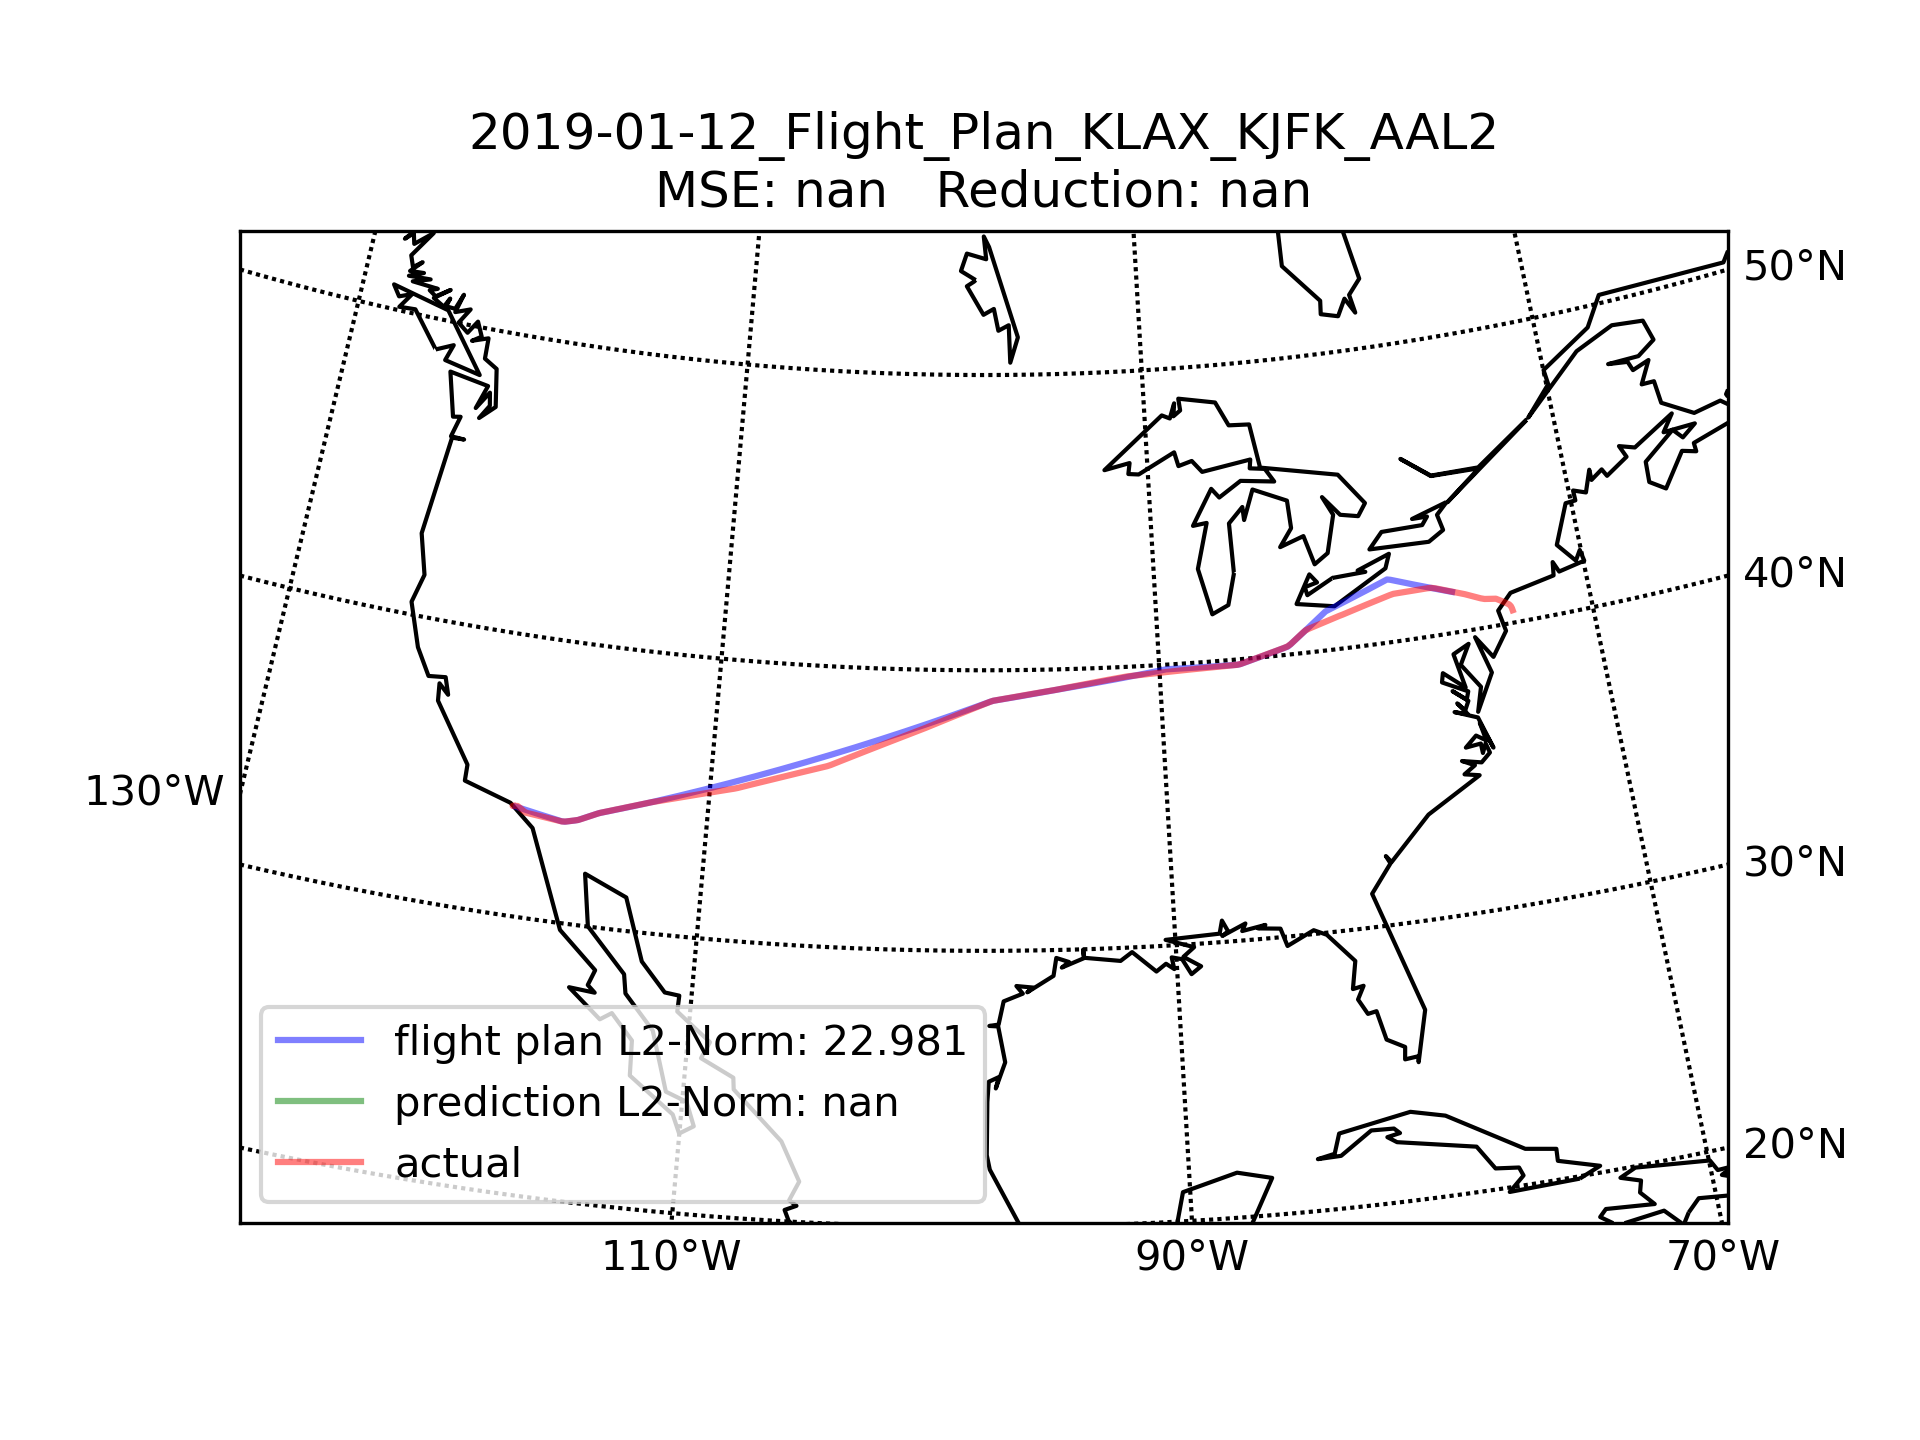 2019-01-12_Flight_Plan_KLAX_KJFK_AAL2
MSE: nan   Reduction: nan
50°N
40°N
130°W
30°N
flight plan L2-Norm: 22.981
prediction L2-Norm: nan
20°N
actual
110°W
90°W
70°W